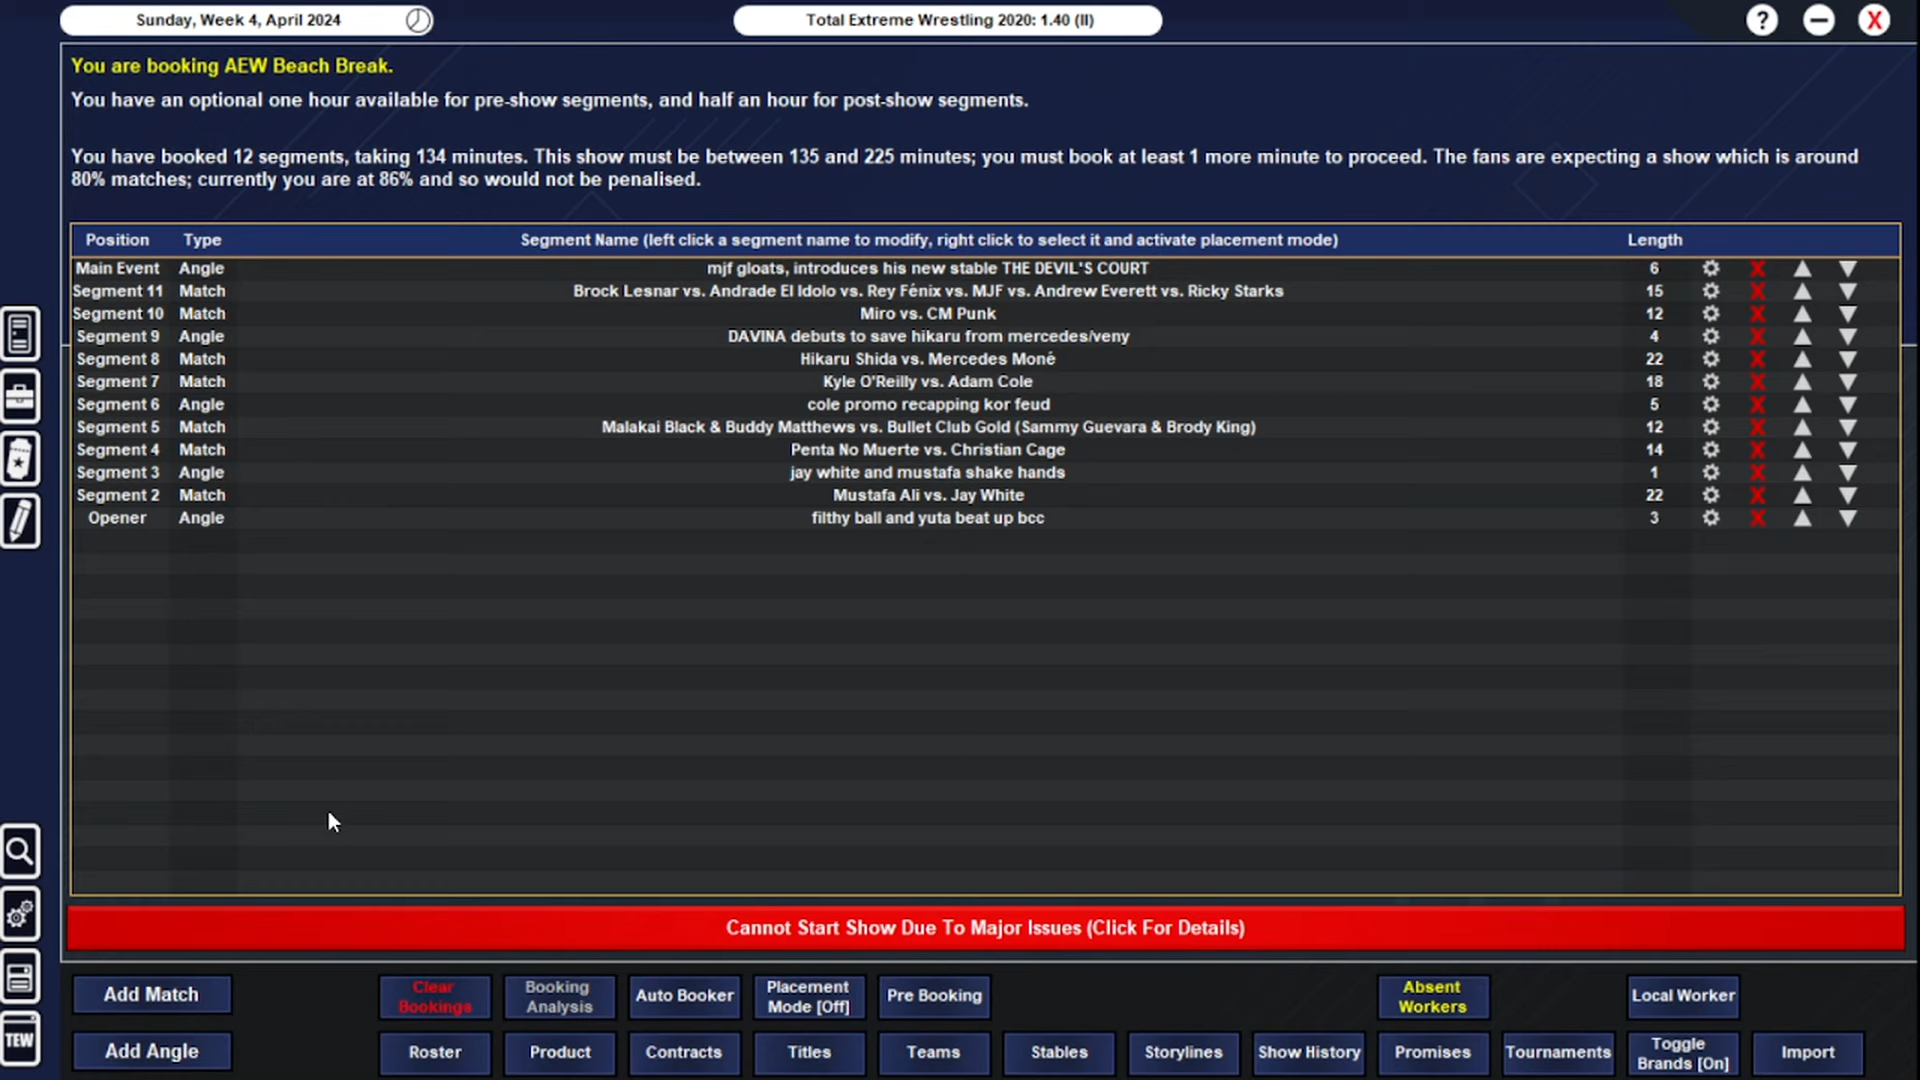 Sunday, Week 4, April 2024
Total Extreme Wrestling 2020: 1.40 (II)
? X
You are booking AEW Beach Break.
You have an optional one hour available for pre-show segments, and half an hour for post-show segments.
You have booked 12 segments, taking 134 minutes. This show must be between 135 and 225 minutes; you must book at least 1 more minute to proceed. The fans are expecting a show which is around
80% matches; currently you are at 86% and so would not be penalised.
Position Type Segment Name (left click a segment name to modify, right click to select it and activate placement mode) Length
Main Event Angle mjf gloats, introduces his new stable THE DEVIL'S COURT 6 X
Segment 11 Match Brock Lesnar vs. Andrade El Idolo vs. Rey Fénix vs. MJF vs. Andrew Everett vs. Ricky Starks 15 X
Segment 10 Match Miro vs. CM Punk 12 X
Segment 9 Angle DAVINA debuts to save hikaru from mercedes/veny 4 X
Segment 8 Match Hikaru Shida vs. Mercedes Moné 22 X
Segment 7 Match Kyle O'Reilly vs. Adam Cole 18 X
Segment 6 Angle cole promo recapping kor feud 5 X
Segment 5 Match Malakai Black & Buddy Matthews vs. Bullet Club Gold (Sammy Guevara & Brody King) 12 X
Segment 4 Match Penta No Muerte vs. Christian Cage 14 X
Segment 3 Angle jay white and mustafa shake hands 1 X
Segment 2 Match Mustafa Ali vs. Jay White 22 X
Opener Angle filthy ball and yuta beat up bcc 3 X
Cannot Start Show Due To Major Issues (Click For Details)
Add Match
Clear
Bookings
Booking
Analysis
Auto Booker
Placement
Mode [Off]
Pre Booking
Absent
Workers
Local Worker
TEW
Add Angle
Roster
Product
Contracts
Titles
Teams
Stables
Storylines
Show History
Promises
Tournaments
Toggle
Brands [On]
Import